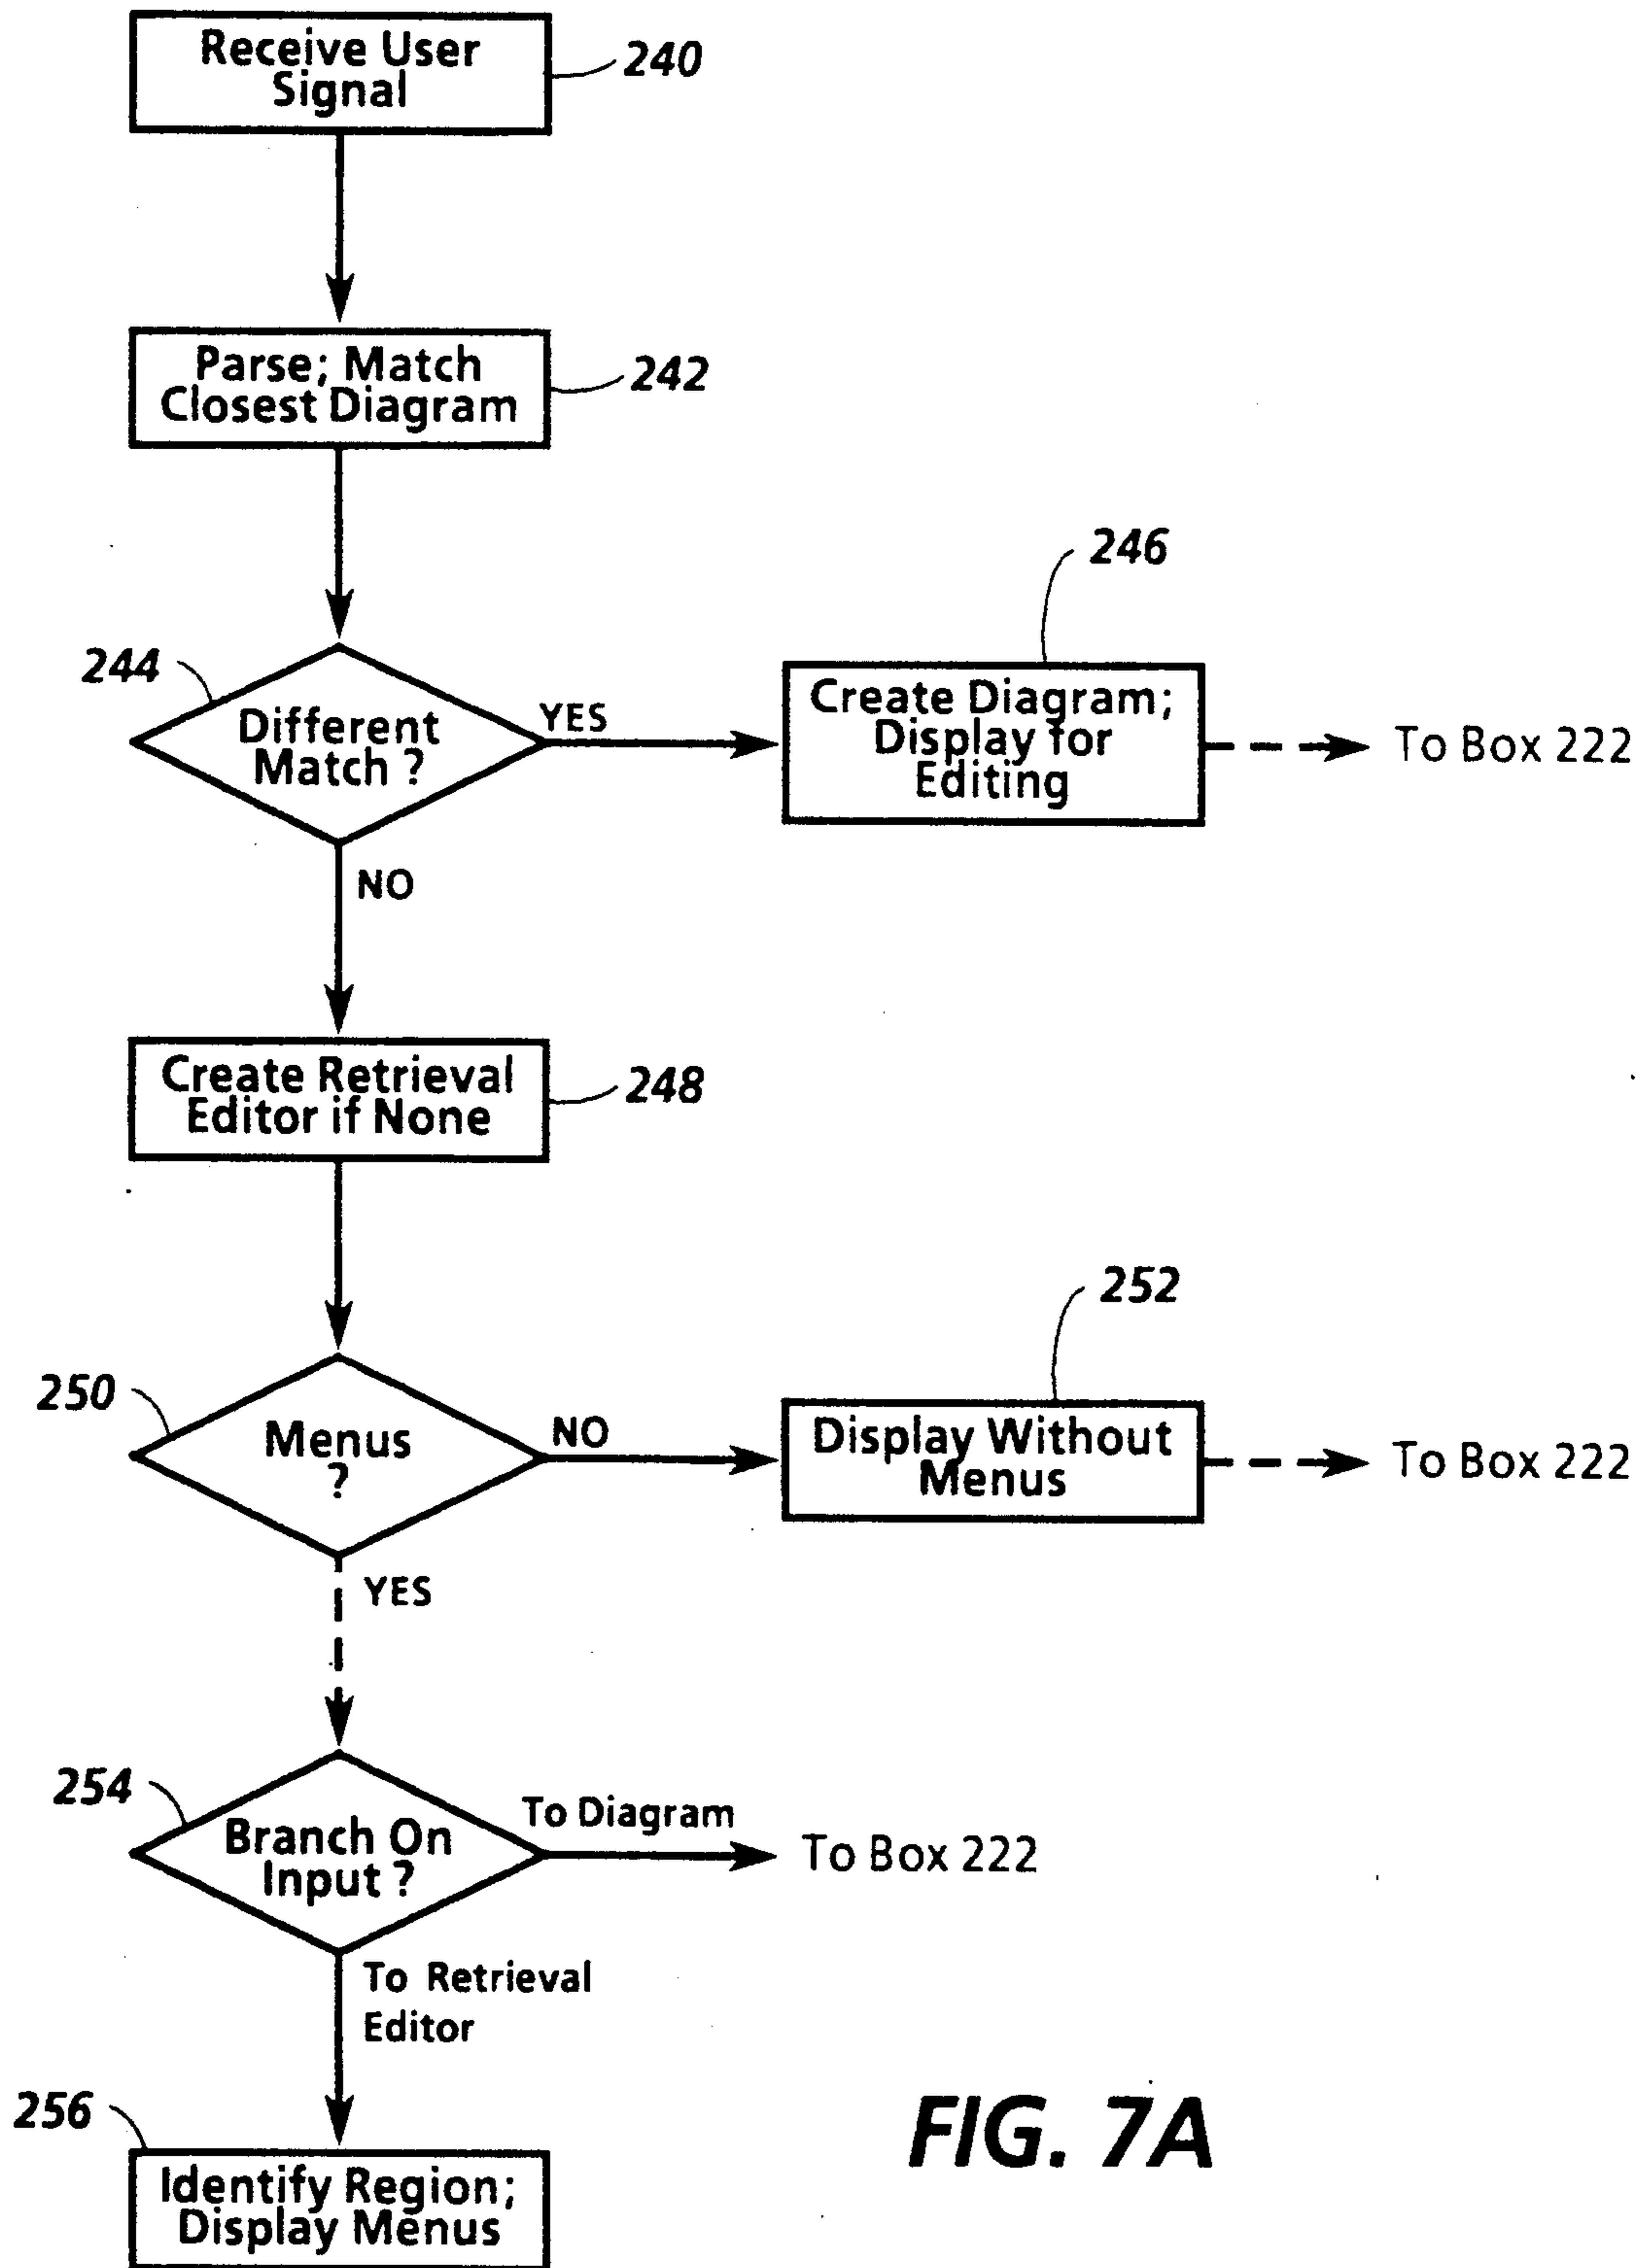 Receive User
Signal
240
Parse; Match
Closest Diagram
242
246
244
Different
Match ?
YES
Create Diagram;
Display for
Editing
To Box 222
NO
Create Retrieval
Editor if None
248
252
250
Menus
?
NO
Display Without
Menus
To Box 222
YES
254
Branch On
Input ?
To Diagram
To Box 222
To Retrieval
Editor
256
Identify Region;
Display Menus
FIG. 7A